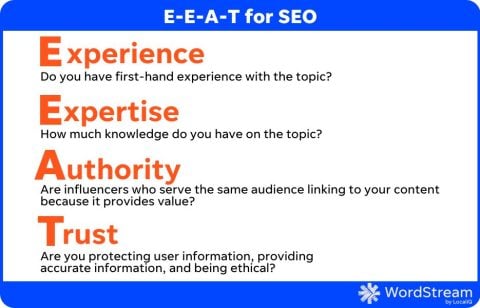 E-E-A-T for SEO
Experience
Do you have first-hand experience with the topic?
Expertise
How much knowledge do you have on the topic?
Authority
Are influencers who serve the same audience linking to your content
because it provides value?
Trust
Are you protecting user information, providing
accurate information, and being ethical?
WordStream
by LocaliQ